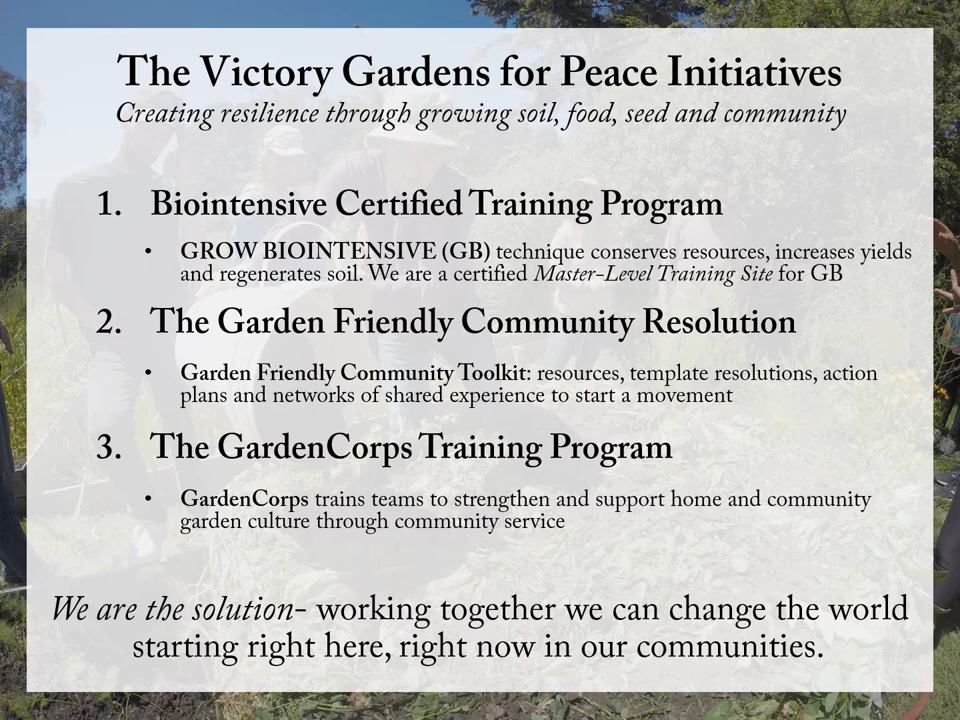 The Victory Gardens for Peace Initiatives
Creating resilience through growing soil, food, seed and community
1. Biointensive Certified Training Program
• GROW BIOINTENSIVE (GB) technique conserves resources, increases yields
and regenerates soil. We are a certified Master-Level Training Site for GB
2. The Garden Friendly Community Resolution
• Garden Friendly Community Toolkit: resources, template resolutions, action
plans and networks of shared experience to start a movement
3. The GardenCorps Training Program
• GardenCorps trains teams to strengthen and support home and community
garden culture through community service
We are the solution- working together we can change the world
starting right here, right now in our communities.